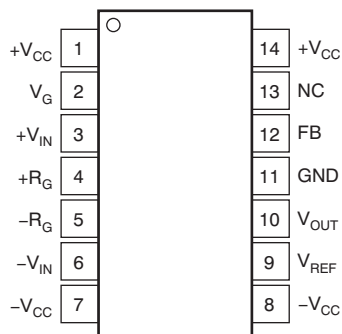 +VCC 1 14 +VCC
VG 2 13 NC
+VIN 3 12 FB
+RG 4 11 GND
−RG 5 10 VOUT
−VIN 6 9 VREF
−VCC 7 8 −VCC